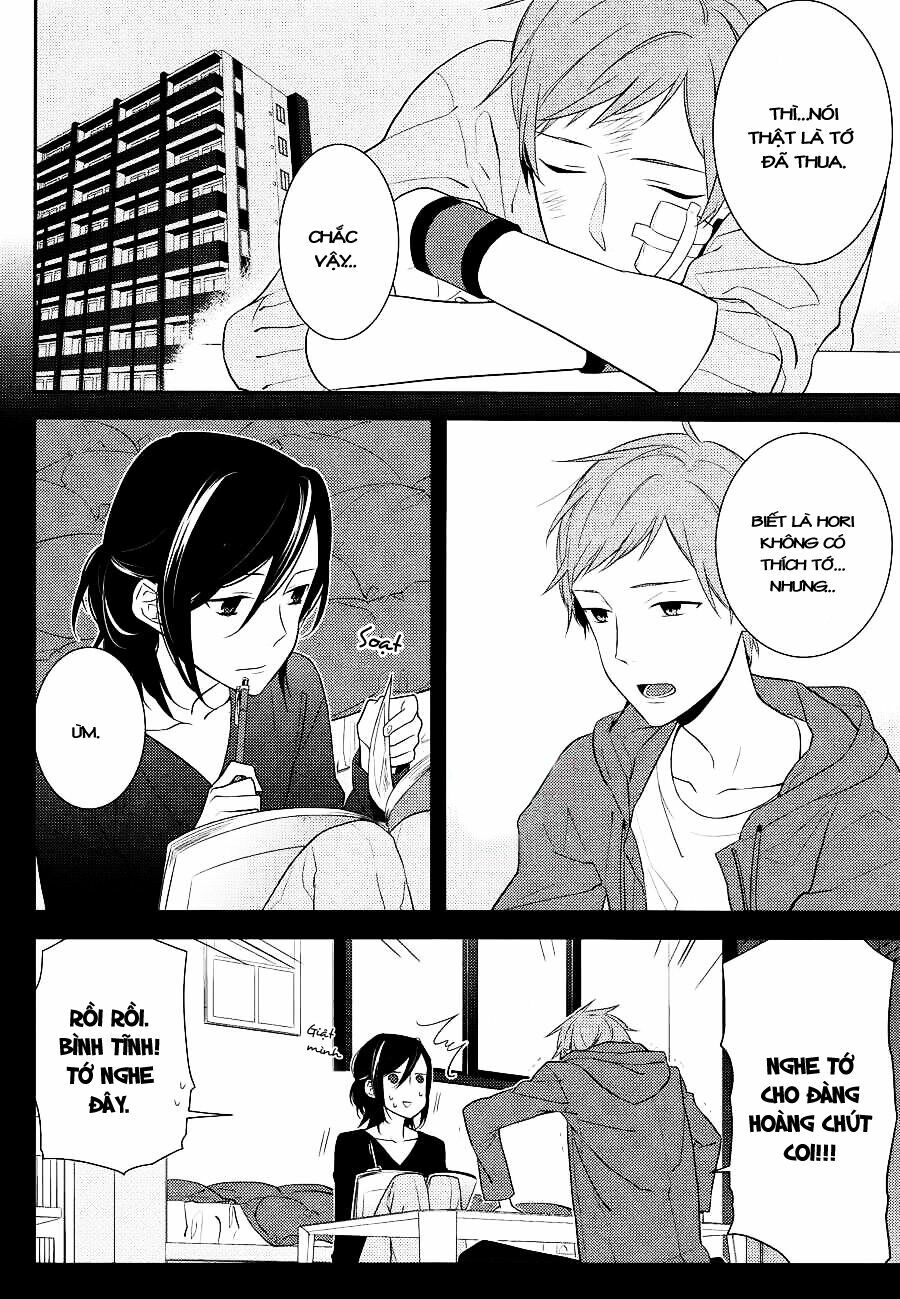 THÌ...NÓI
THẬT LÀ TỚ
ĐÃ THUA.
CHẮC
VẬY...
BIẾT LÀ HORI
KHÔNG CÓ
THÍCH TỚ...
NHƯNG..
Soạt
ỪM.
NGHE TỚ
CHO ĐÀNG
HOÀNG CHÚT
COI!!!
Giật
mình
RỒI RỒI.
BÌNH TĨNH!
TỚ NGHE
ĐÂY.